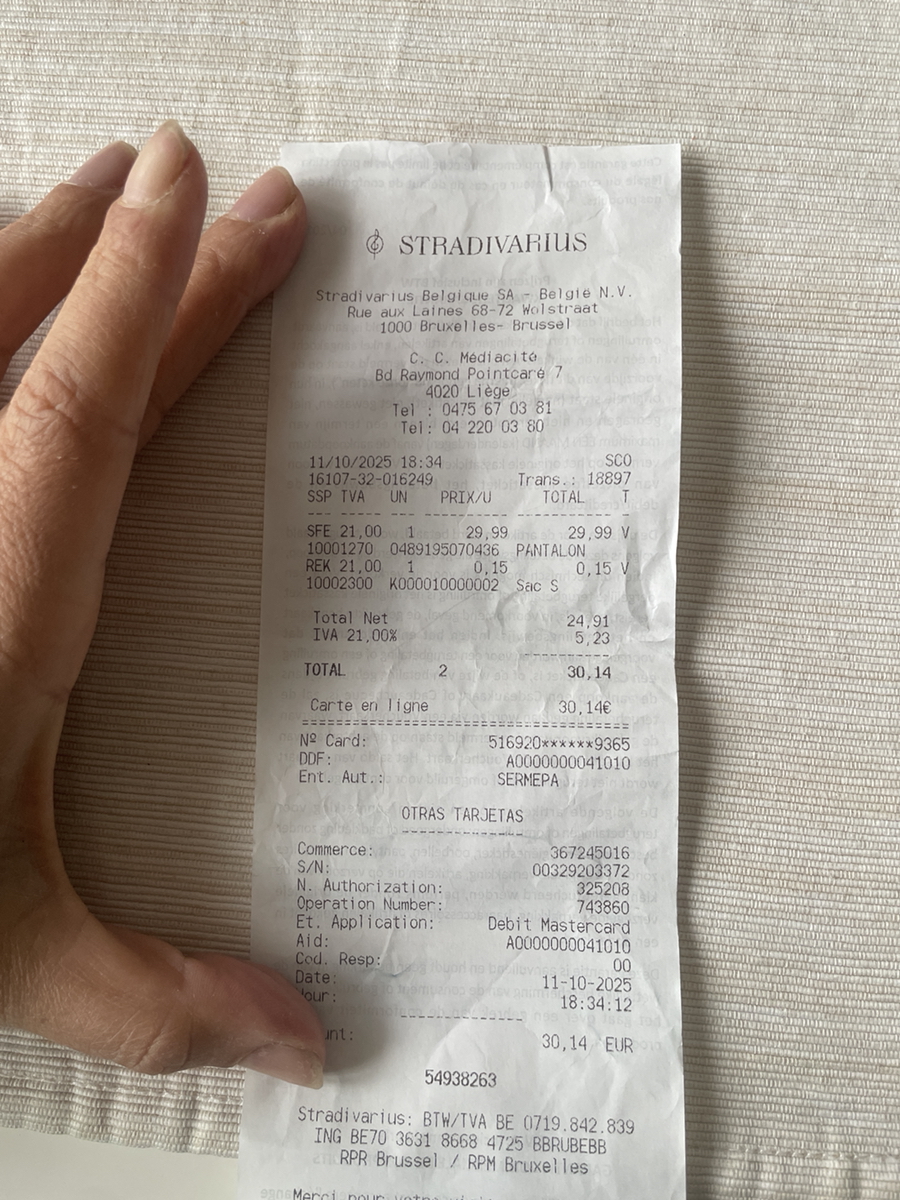 STRADIVARIUS
Stradivarius Belgique SA - België N.V.
Rue aux Laines 68-72 Wolstraat
1000 Bruxelles- Brussel
C. C. Médiacité
Bd Raymond Pointcaré 7
4020 Liège
Tel : 0475 67 03 81
Tel: 04 220 03 80
11/10/2025 18:34 SCO
16107-32-016249 Trans.: 18897
SSP TVA UN PRIX/U TOTAL T
SFE 21,00 1 29,99 29,99 V
10001270 0489195070436 PANTALON
REK 21,00 1 0,15 0,15 V
10002300 K000010000002 Sac S
Total Net 24,91
IVA 21,00% 5,23
TOTAL 2 30,14
Carte en ligne 30,14€
Nº Card: 516920******9365
DDF: A0000000041010
Ent. Aut.: SERMEPA
OTRAS TARJETAS
Commerce: 367245016
S/N: 00329203372
N. Authorization: 325208
Operation Number: 743860
Et. Application: Debit Mastercard
Aid: A0000000041010
Cod. Resp: 00
Date: 11-10-2025
our: 18:34:12
unt: 30,14 EUR
54938263
Stradivarius: BTW/TVA BE 0719.842.839
ING BE70 3631 8668 4725 BBRUBEBB
RPR Brussel / RPM Bruxelles
Merci pour votre